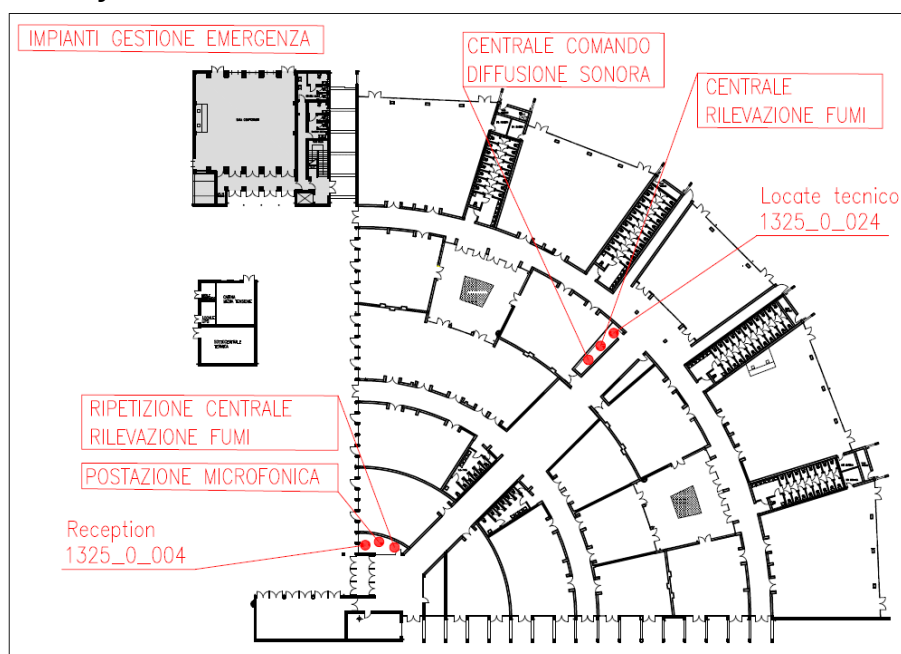 IMPIANTI GESTIONE EMERGENZA
CENTRALE COMANDO
DIFFUSIONE SONORA
CENTRALE
RILEVAZIONE FUMI
Locate tecnico
1325_0_024
RIPETIZIONE CENTRALE
RILEVAZIONE FUMI
POSTAZIONE MICROFONICA
Reception
1325_0_004